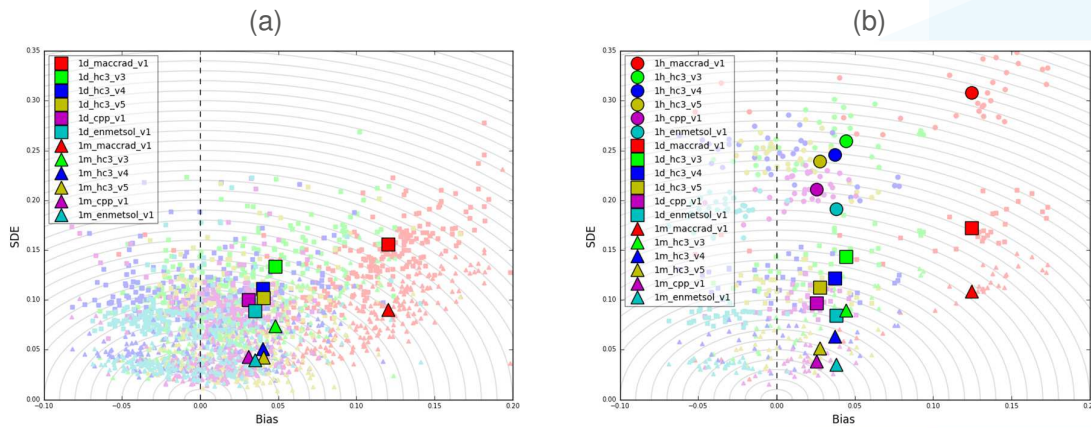 (a)
0.35
0.30
0.25
0.20
0.15
0.10
0.05
0.00
SDE
1d_maccrad_v1
1d_hc3_v3
1d_hc3_v4
1d_hc3_v5
1d_cpp_v1
1d_enmetsol_v1
1m_maccrad_v1
1m_hc3_v3
1m_hc3_v4
1m_hc3_v5
1m_cpp_v1
1m_enmetsol_v1
−0.10 −0.05 0.00 0.05 0.10 0.15 0.20
Bias
(b)
0.35
0.30
0.25
0.20
0.15
0.10
0.05
0.00
SDE
1h_maccrad_v1
1h_hc3_v3
1h_hc3_v4
1h_hc3_v5
1h_cpp_v1
1h_enmetsol_v1
1d_maccrad_v1
1d_hc3_v3
1d_hc3_v4
1d_hc3_v5
1d_cpp_v1
1d_enmetsol_v1
1m_maccrad_v1
1m_hc3_v3
1m_hc3_v4
1m_hc3_v5
1m_cpp_v1
1m_enmetsol_v1
−0.10 −0.05 0.00 0.05 0.10 0.15
Bias